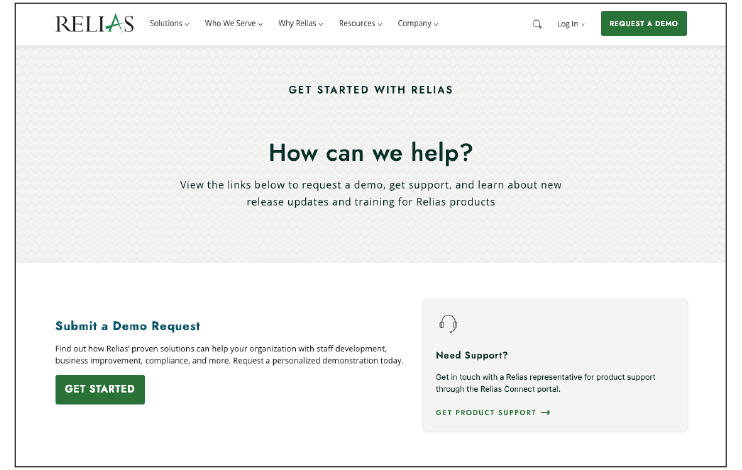 RELIAS
Solutions
Who We Serve
Why Relias
Resources
Company
Log In
REQUEST A DEMO
GET STARTED WITH RELIAS
How can we help?
View the links below to request a demo, get support, and learn about new
release updates and training for Relias products
Submit a Demo Request
Find out how Relias' proven solutions can help your organization with staff development,
business improvement, compliance, and more. Request a personalized demonstration today.
GET STARTED
Need Support?
Get in touch with a Relias representative for product support
through the Relias Connect portal.
GET PRODUCT SUPPORT